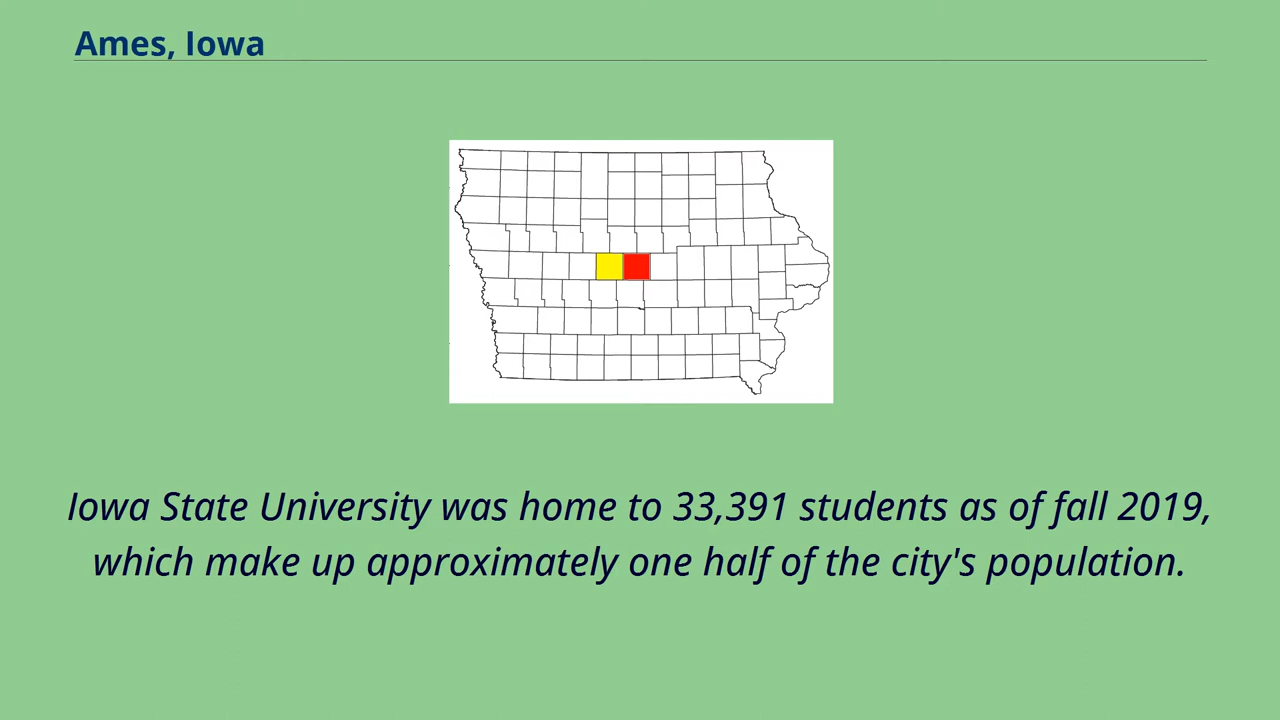 Ames, Iowa
Iowa State University was home to 33,391 students as of fall 2019,
which make up approximately one half of the city's population.